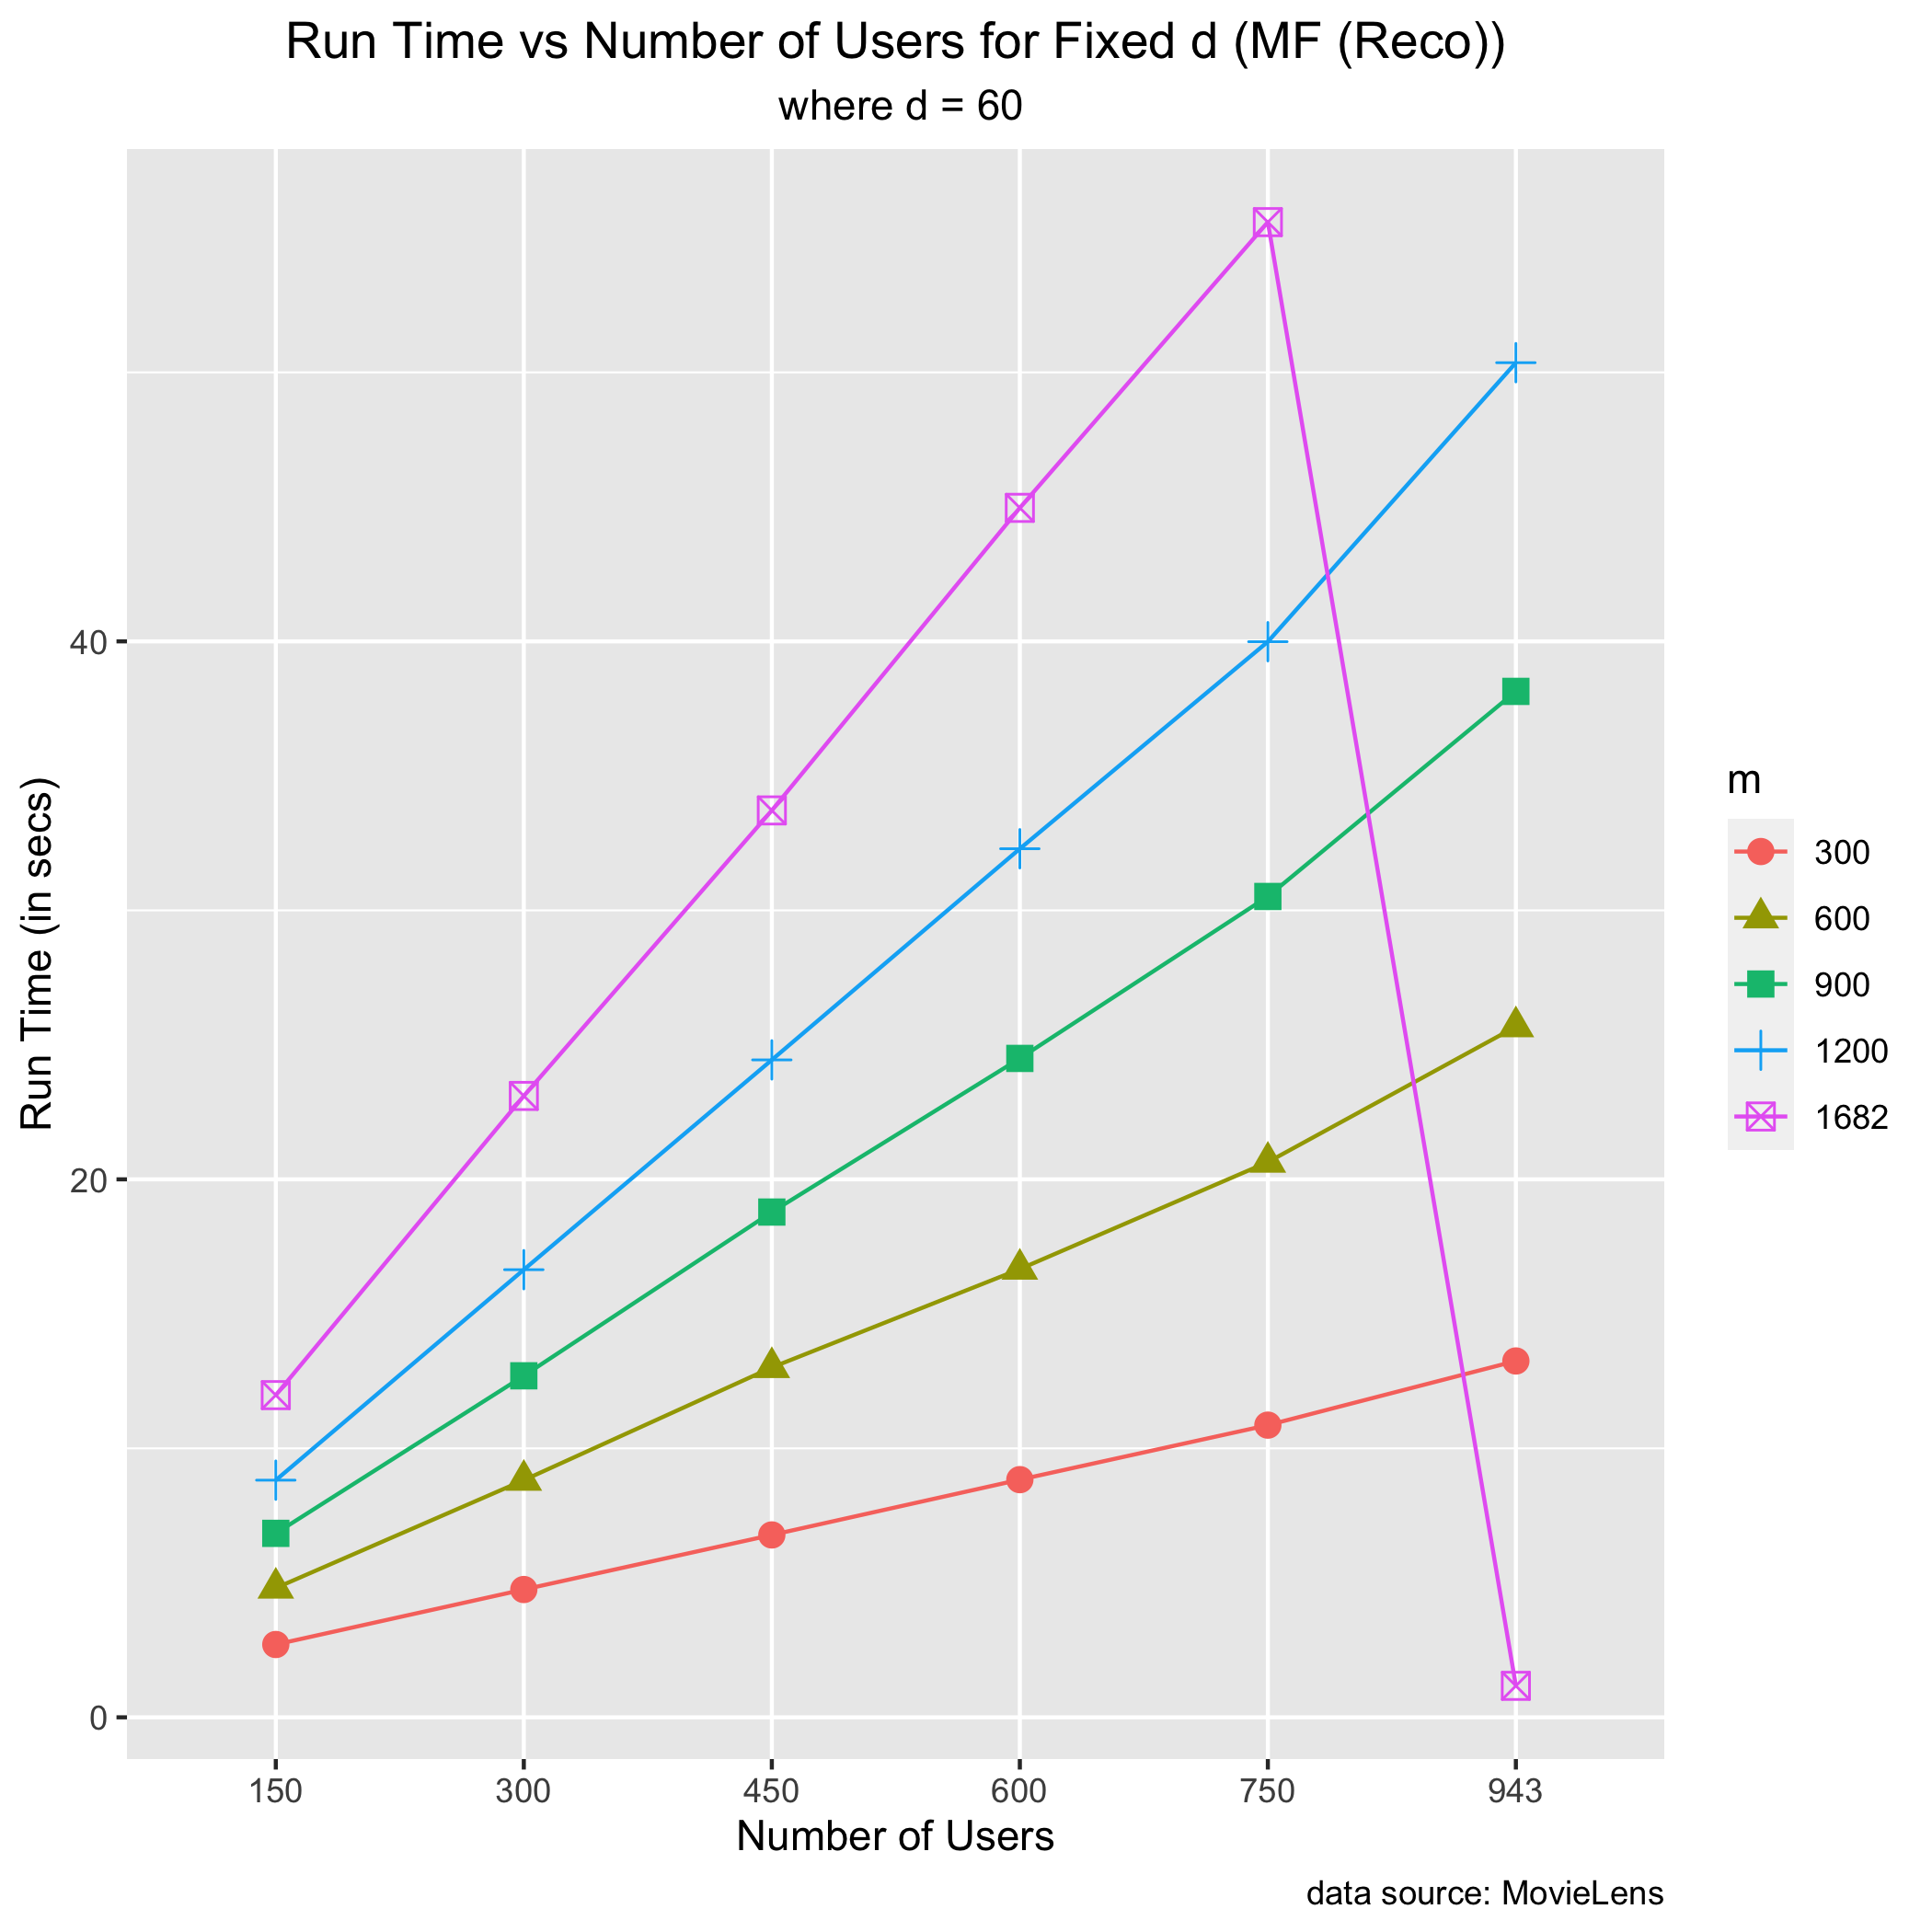 Run Time vs Number of Users for Fixed d (MF (Reco))
where d = 60
Run Time (in secs)
40
20
0
150 300 450 600 750 943
Number of Users
m
300
600
900
1200
1682
data source: MovieLens